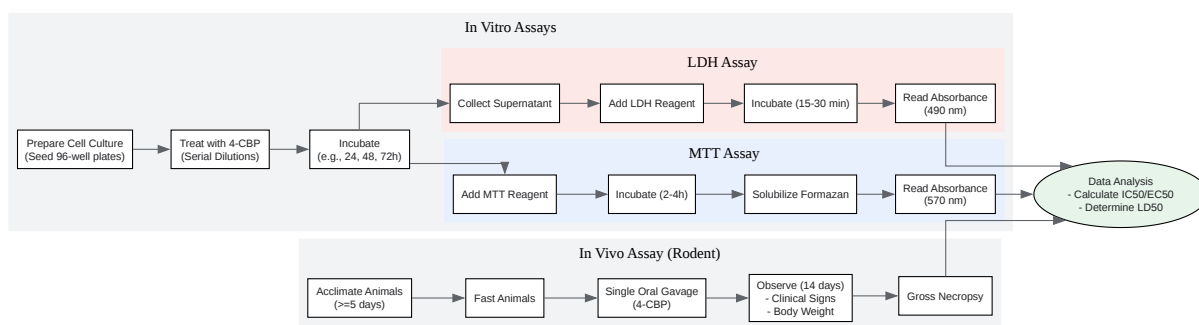 In Vitro Assays
LDH Assay
Collect Supernatant
Add LDH Reagent
Incubate (15-30 min)
Read Absorbance
(490 nm)
Prepare Cell Culture
(Seed 96-well plates)
Treat with 4-CBP
(Serial Dilutions)
Incubate
(e.g., 24, 48, 72h)
MTT Assay
Add MTT Reagent
Incubate (2-4h)
Solubilize Formazan
Read Absorbance
(570 nm)
Data Analysis
- Calculate IC50/EC50
- Determine LD50
In Vivo Assay (Rodent)
Acclimate Animals
(>=5 days)
Fast Animals
Single Oral Gavage
(4-CBP)
Observe (14 days)
- Clinical Signs
- Body Weight
Gross Necropsy